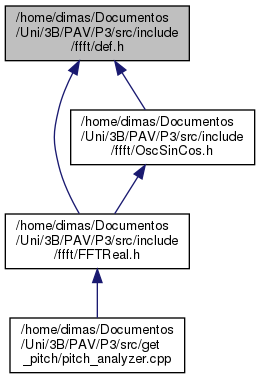 /home/dimas/Documentos
/Uni/3B/PAV/P3/src/include
/ffft/def.h
/home/dimas/Documentos
/Uni/3B/PAV/P3/src/include
/ffft/OscSinCos.h
/home/dimas/Documentos
/Uni/3B/PAV/P3/src/include
/ffft/FFTReal.h
/home/dimas/Documentos
/Uni/3B/PAV/P3/src/get
_pitch/pitch_analyzer.cpp